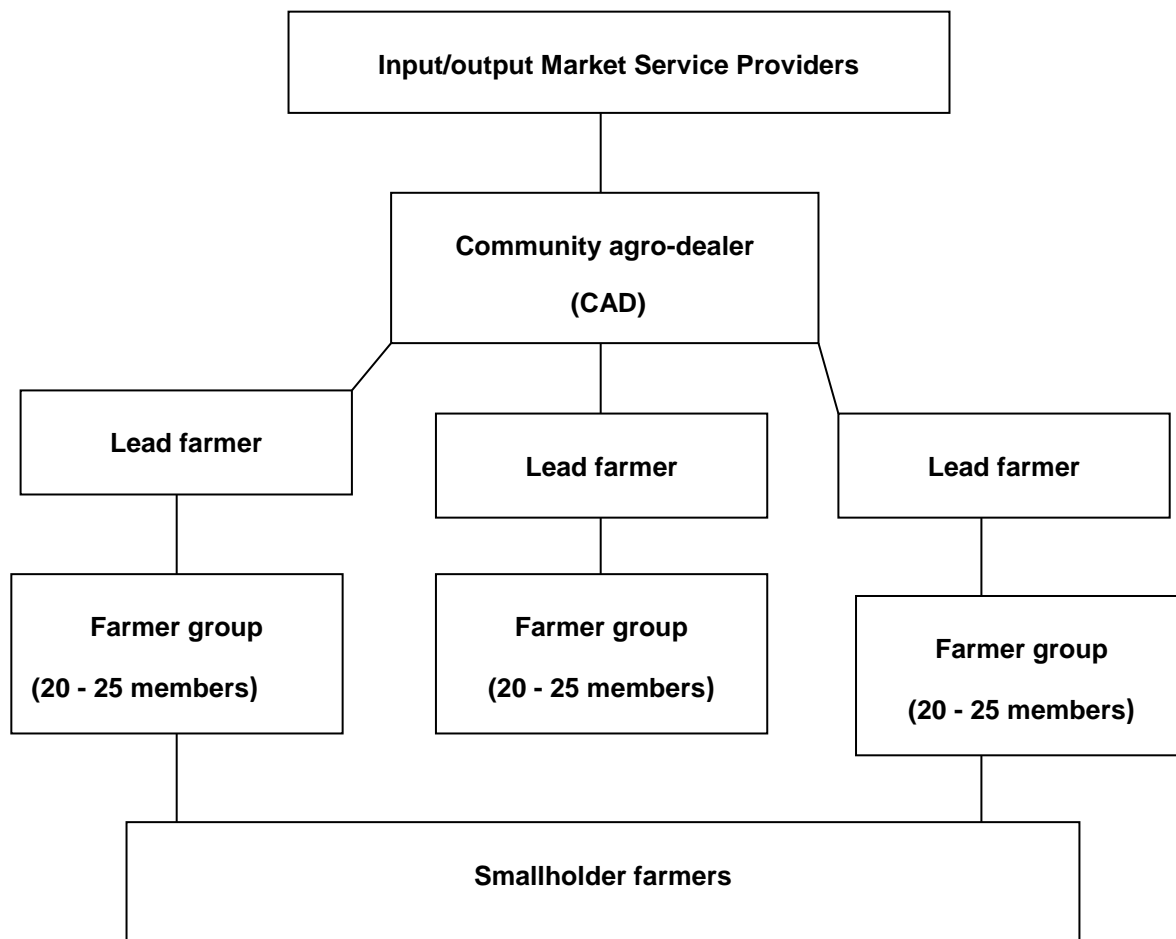 Input/output Market Service Providers
Community agro-dealer
(CAD)
Lead farmer
Lead farmer
Lead farmer
Farmer group
(20 - 25 members)
Farmer group
(20 - 25 members)
Farmer group
(20 - 25 members)
Smallholder farmers